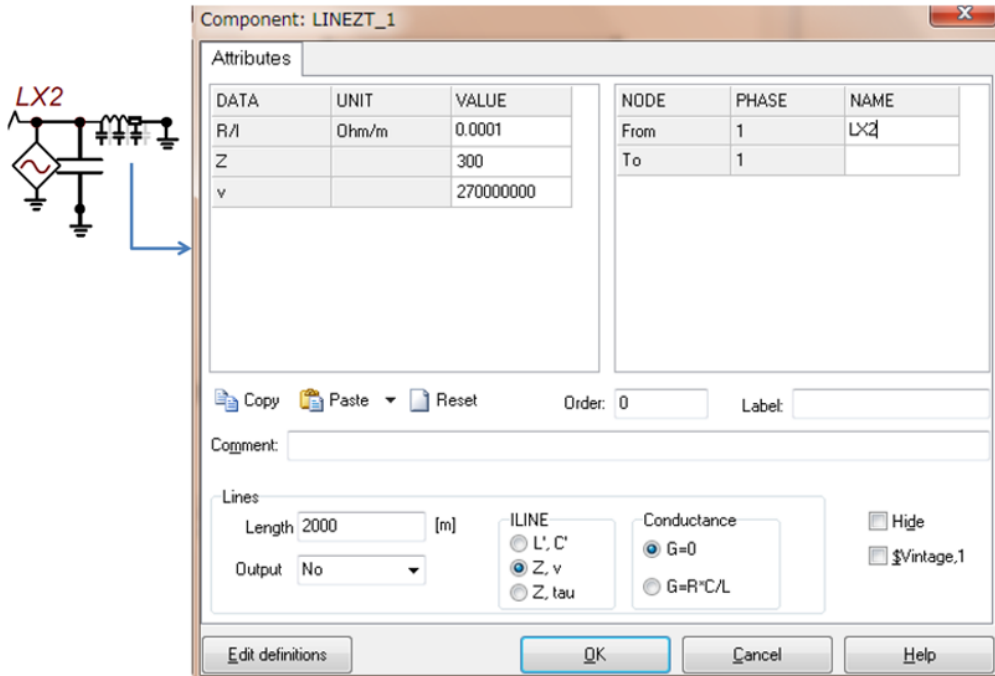 Component: LINEZT_1
X
Attributes
LX2
DATA UNIT VALUE
R/l Ohm/m 0.0001
Z 300
v 270000000
NODE PHASE NAME
From 1 LX2
To 1
Copy Paste Reset Order: 0 Label:
Comment:
Lines
Length 2000 [m]
Output No
ILINE
L', C'
Z, v
Z, tau
Conductance
G=0
G=R*C/L
Hide
$Vintage,1
Edit definitions OK Cancel Help